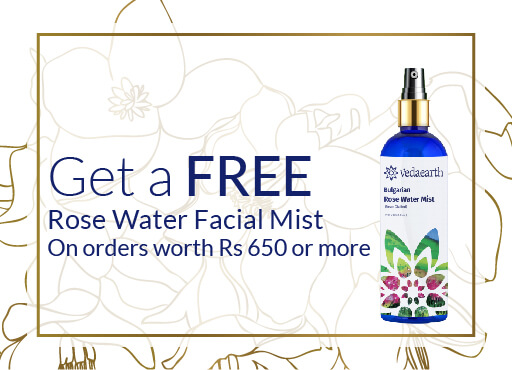 Get a FREE
Rose Water Facial Mist
On orders worth Rs 650 or more
vedaearth
Bulgarian
Rose Water Mist